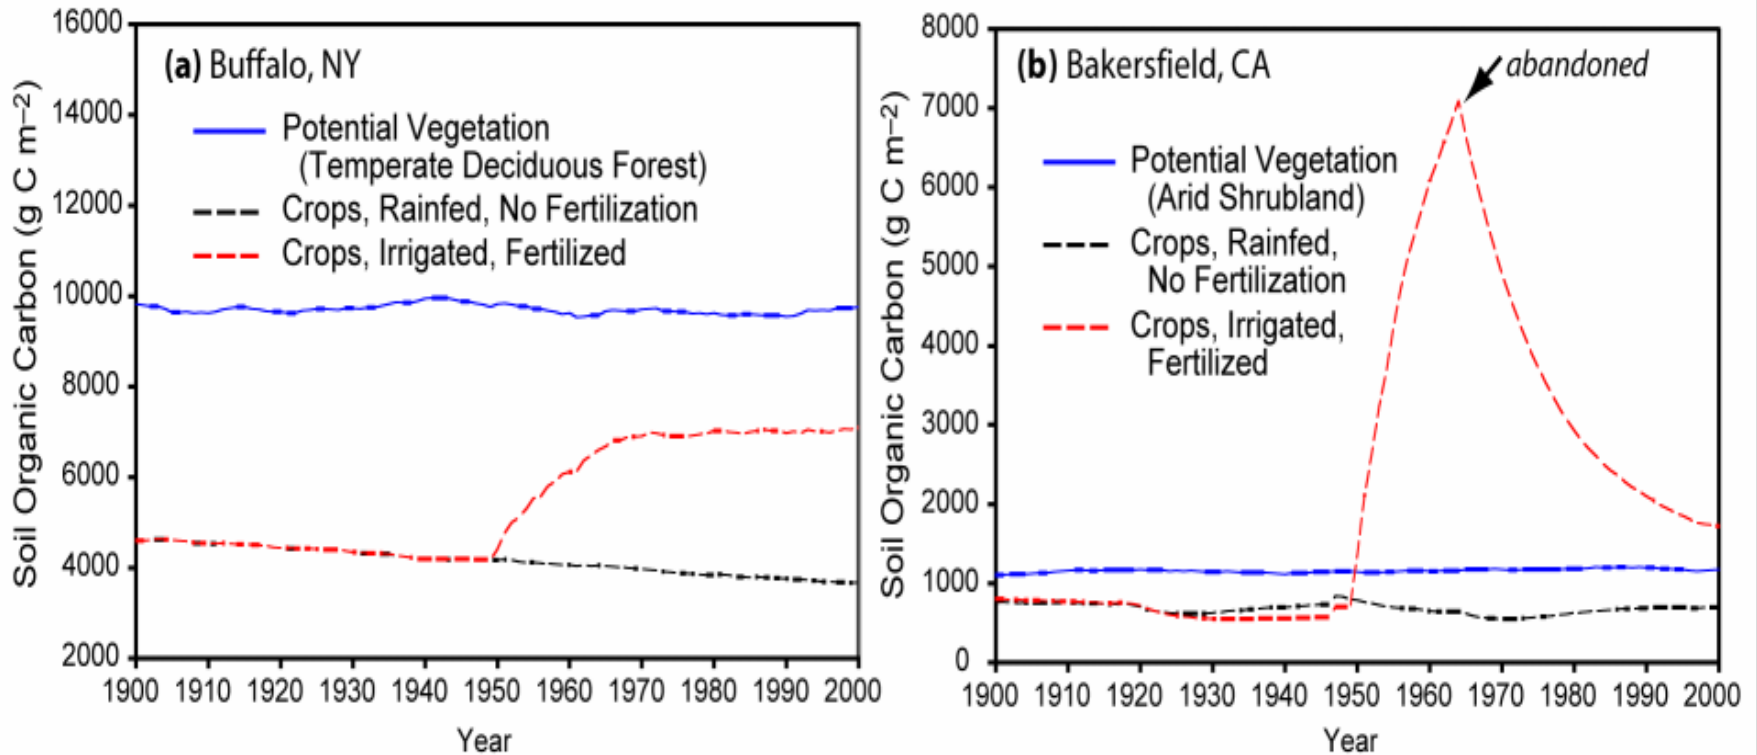 (a) Buffalo, NY
Potential Vegetation
(Temperate Deciduous Forest)
Crops, Rainfed, No Fertilization
Crops, Irrigated, Fertilized
Soil Organic Carbon (g C m⁻²)
16000
14000
12000
10000
8000
6000
4000
2000
1900 1910 1920 1930 1940 1950 1960 1970 1980 1990 2000
Year
(b) Bakersfield, CA
abandoned
Potential Vegetation
(Arid Shrubland)
Crops, Rainfed,
No Fertilization
Crops, Irrigated,
Fertilized
Soil Organic Carbon (g C m⁻²)
8000
7000
6000
5000
4000
3000
2000
1000
0
1900 1910 1920 1930 1940 1950 1960 1970 1980 1990 2000
Year